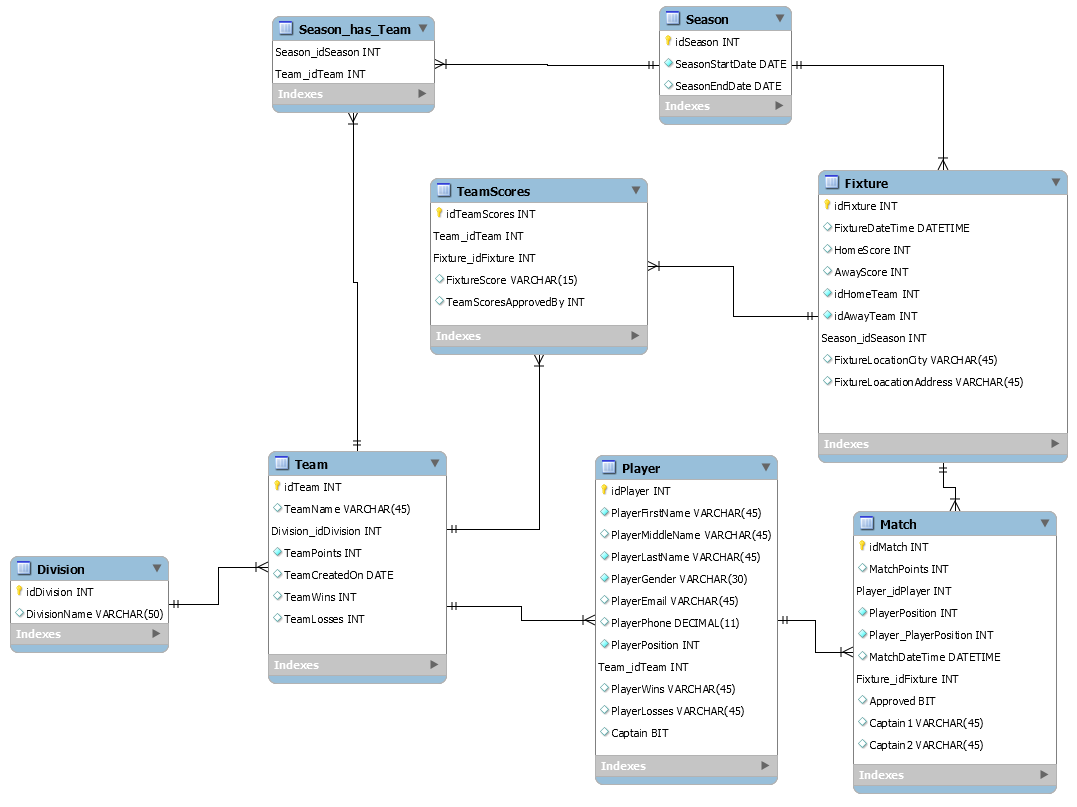 Season_has_Team
Season_idSeason INT
Team_idTeam INT
Indexes
Season
idSeason INT
SeasonStartDate DATE
SeasonEndDate DATE
Indexes
TeamScores
idTeamScores INT
Team_idTeam INT
Fixture_idFixture INT
FixtureScore VARCHAR(15)
TeamScoresApprovedBy INT
Indexes
Fixture
idFixture INT
FixtureDateTime DATETIME
HomeScore INT
AwayScore INT
idHomeTeam INT
idAwayTeam INT
Season_idSeason INT
FixtureLocationCity VARCHAR(45)
FixtureLoacationAddress VARCHAR(45)
Indexes
Division
idDivision INT
DivisionName VARCHAR(50)
Indexes
Team
idTeam INT
TeamName VARCHAR(45)
Division_idDivision INT
TeamPoints INT
TeamCreatedOn DATE
TeamWins INT
TeamLosses INT
Indexes
Player
idPlayer INT
PlayerFirstName VARCHAR(45)
PlayerMiddleName VARCHAR(45)
PlayerLastName VARCHAR(45)
PlayerGender VARCHAR(30)
PlayerEmail VARCHAR(45)
PlayerPhone DECIMAL(11)
PlayerPosition INT
Team_idTeam INT
PlayerWins VARCHAR(45)
PlayerLosses VARCHAR(45)
Captain BIT
Indexes
Match
idMatch INT
MatchPoints INT
Player_idPlayer INT
PlayerPosition INT
Player_PlayerPosition INT
MatchDateTime DATETIME
Fixture_idFixture INT
Approved BIT
Captain1 VARCHAR(45)
Captain2 VARCHAR(45)
Indexes